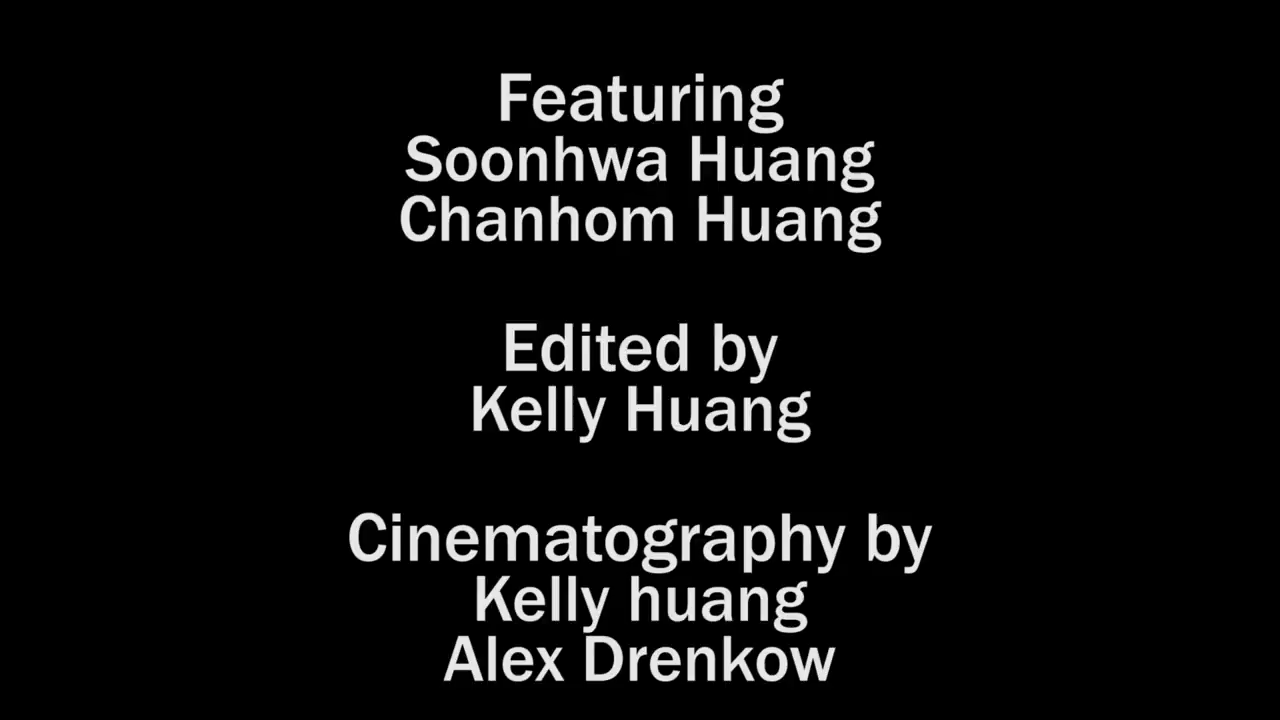 Featuring
Soonhwa Huang
Chanhom Huang
Edited by
Kelly Huang
Cinematography by
Kelly huang
Alex Drenkow